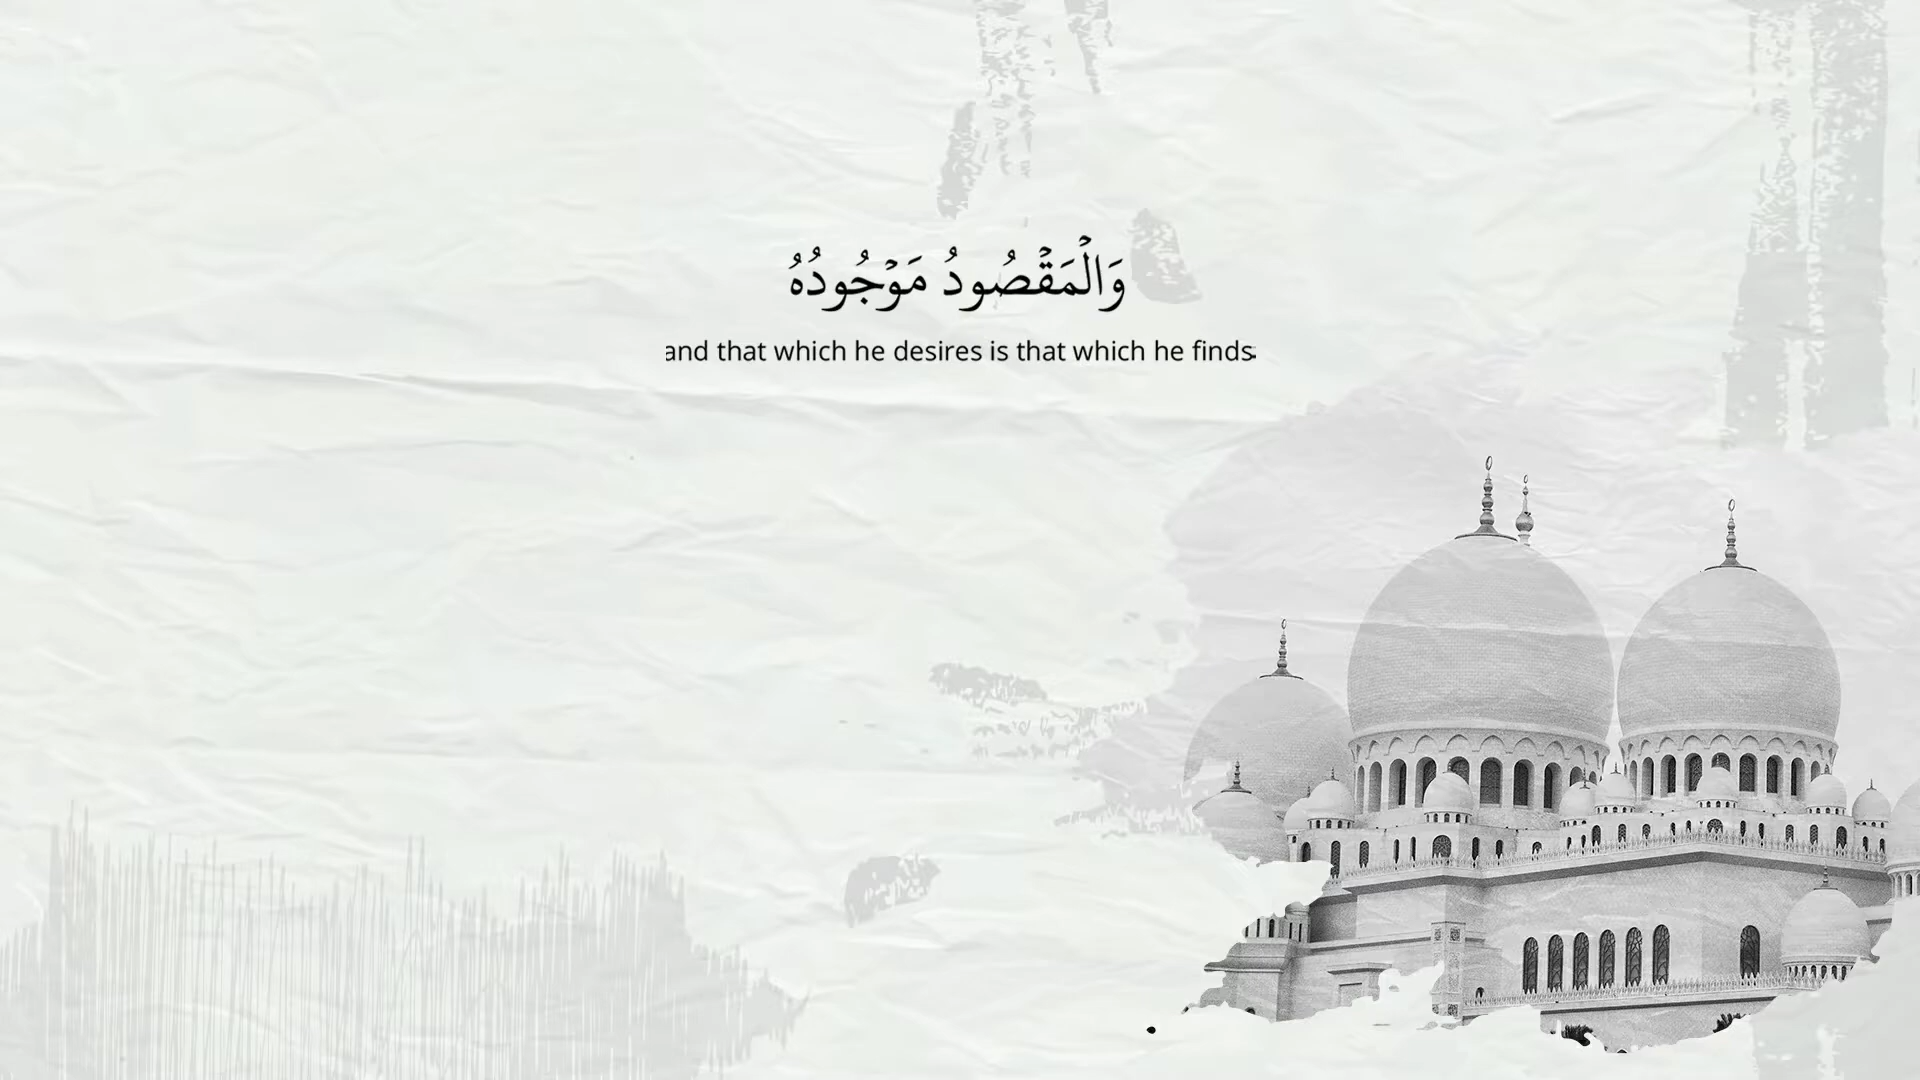 وَالْمَقْصُودُ مَوْجُودُهُ
and that which he desires is that which he finds